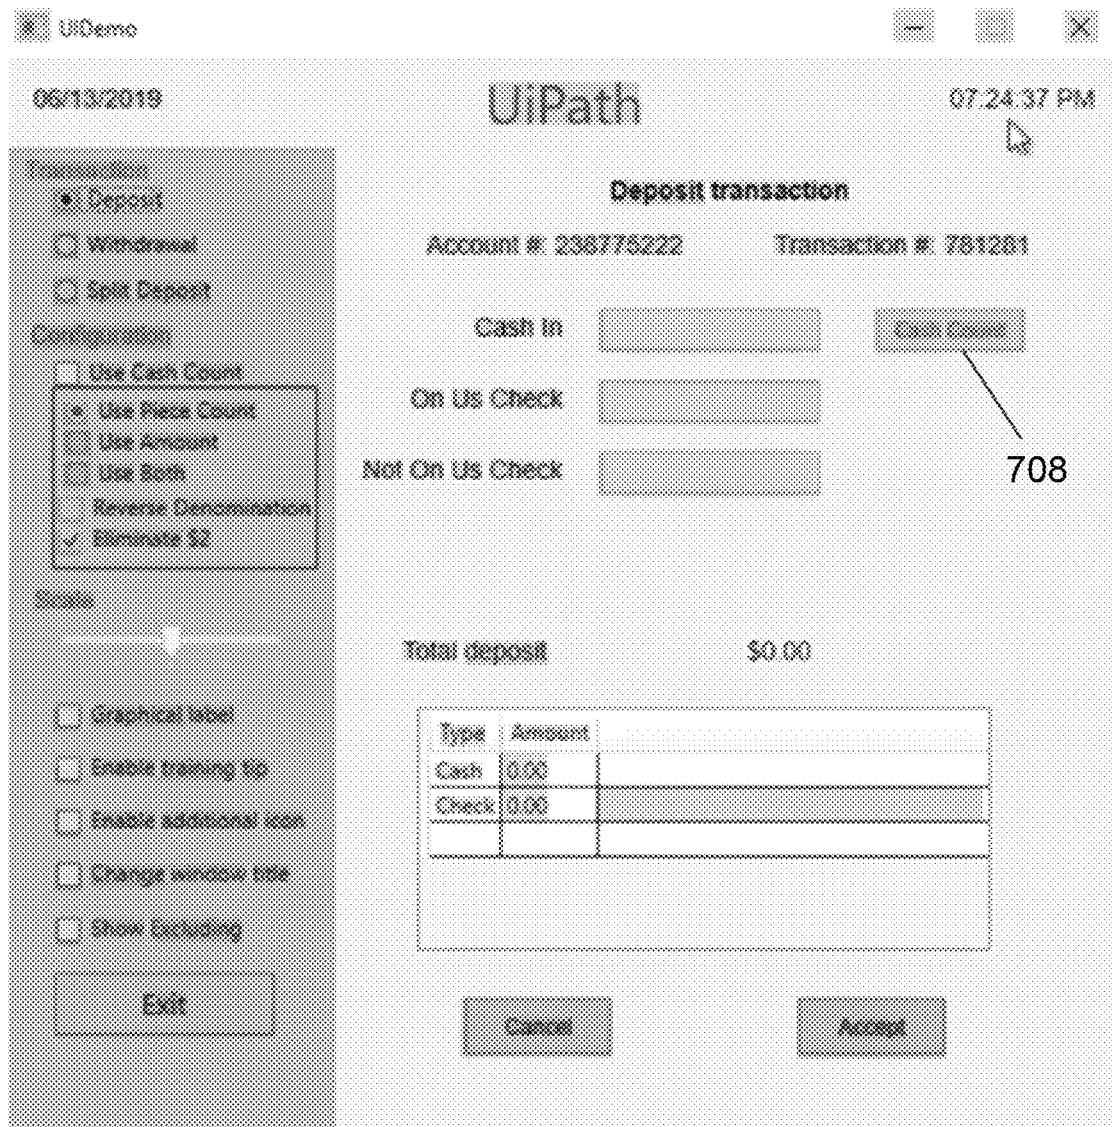 UIDemo
06/13/2019
UiPath
07:24:37 PM
Transaction
Deposit
Withdrawal
Split Deposit
Configuration
Use Cash Count
Use Piece Count
Use Amount
Use Both
Reverse Denomination
Eliminate $2
Scale
Graphical label
Enable training tip
Enable additional icon
Change window title
Show Excluding
Exit
Deposit transaction
Account #: 238775222 Transaction #: 781281
Cash In
Cash Count
On Us Check
Not On Us Check
708
Total deposit $0.00
Type Amount
Cash 0.00
Check 0.00
Cancel Accept